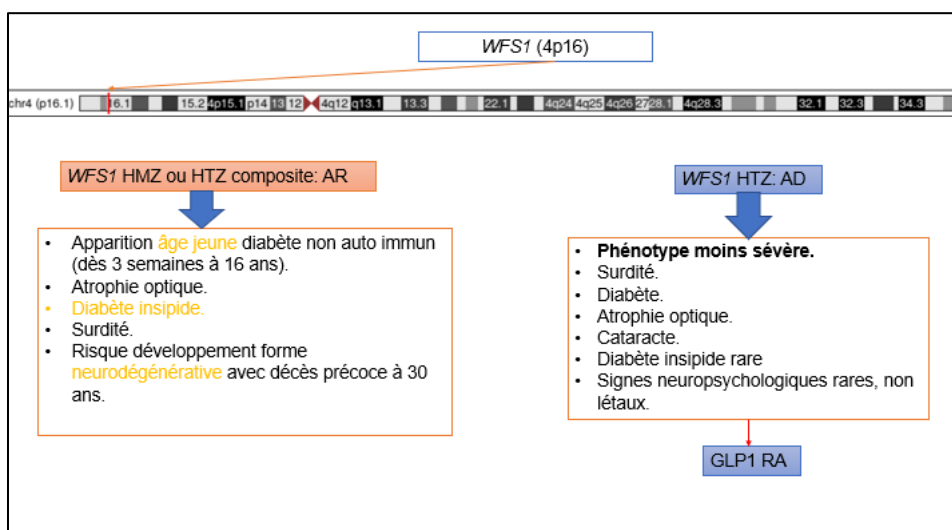 WFS1 (4p16)
chr4 (p16.1) 16.1 15.2 4p15.1 p14 13 12 4q12 q13.1 13.3 22.1 4q24 4q25 4q26 27 28.1 4q28.3 32.1 32.3 34.3
WFS1 HMZ ou HTZ composite: AR
• Apparition âge jeune diabète non auto immun
(dès 3 semaines à 16 ans).
• Atrophie optique.
• Diabète insipide.
• Surdité.
• Risque développement forme
neurodégénérative avec décès précoce à 30
ans.
WFS1 HTZ: AD
• Phénotype moins sévère.
• Surdité.
• Diabète.
• Atrophie optique.
• Cataracte.
• Diabète insipide rare
• Signes neuropsychologiques rares, non
létaux.
GLP1 RA